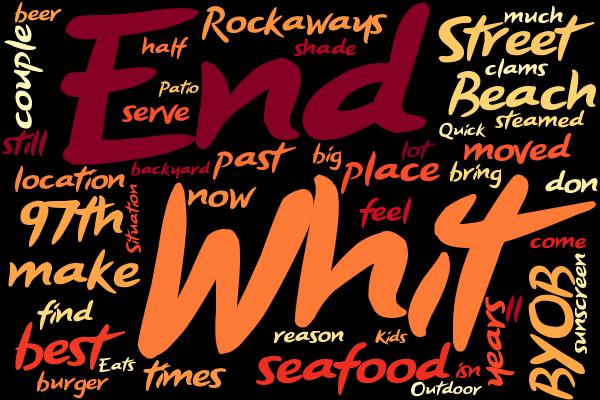 beer
couple
End
Rockaways
half
shade
much
Street
clams
Beach
Patio
serve
steamed
Quick
still
backyard
past
big
lot
place
moved
bring
don
location
Situation
now
97th
feel
Whit
come
make
find
best
Eats
burger
times
reason
Kids
seafood
isn
Outdoor
years
ll
BYOB
sunscreen